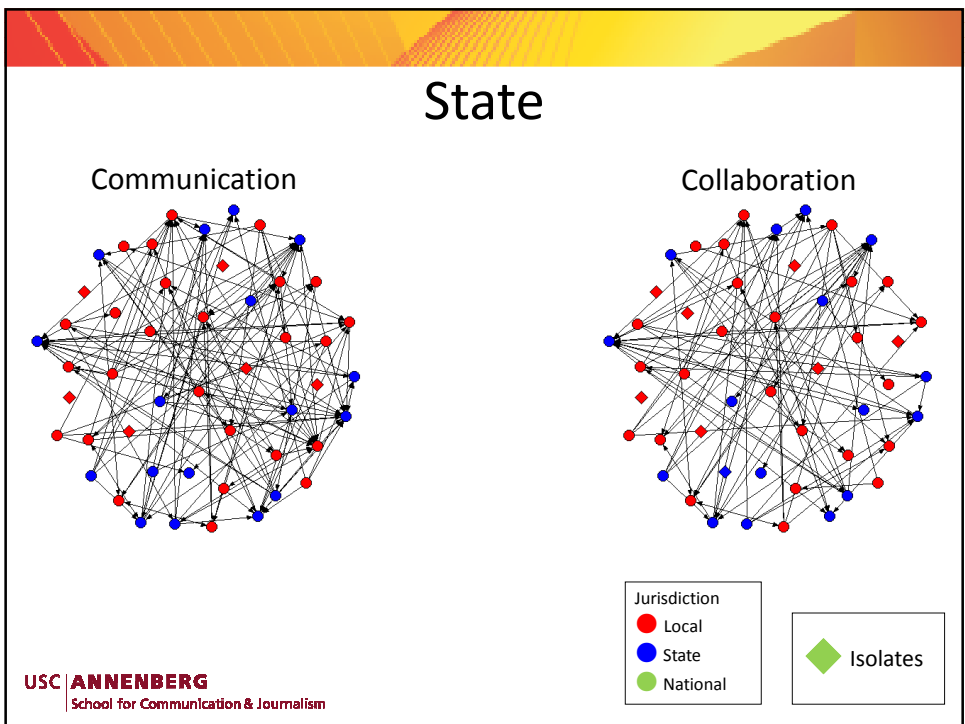 State
Communication
Collaboration
Jurisdiction
Local
State
National
Isolates
USC ANNENBERG
School for Communication & Journalism